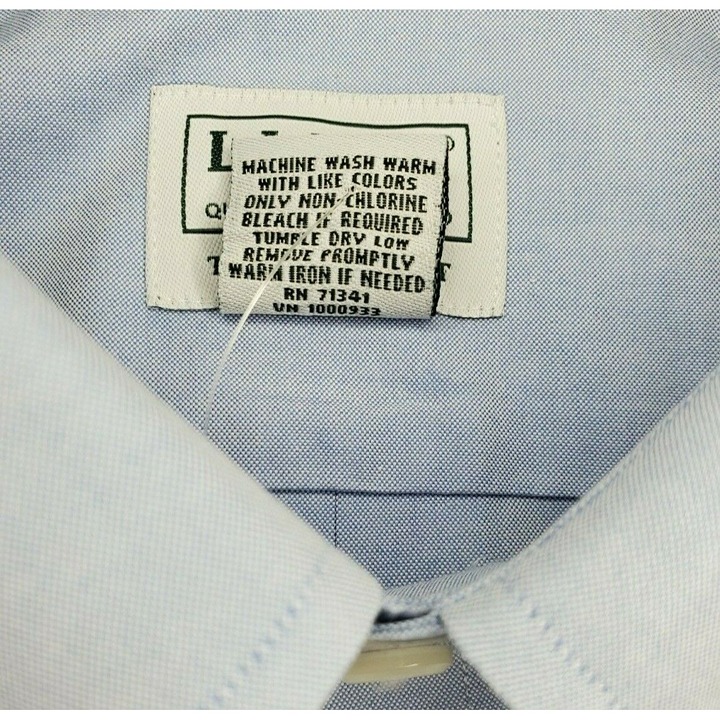 MACHINE WASH WARM
WITH LIKE COLORS
ONLY NON-CHLORINE
BLEACH IF REQUIRED
TUMBLE DRY LOW
REMOVE PROMPTLY
WARM IRON IF NEEDED
RN 71341
VN 1000933